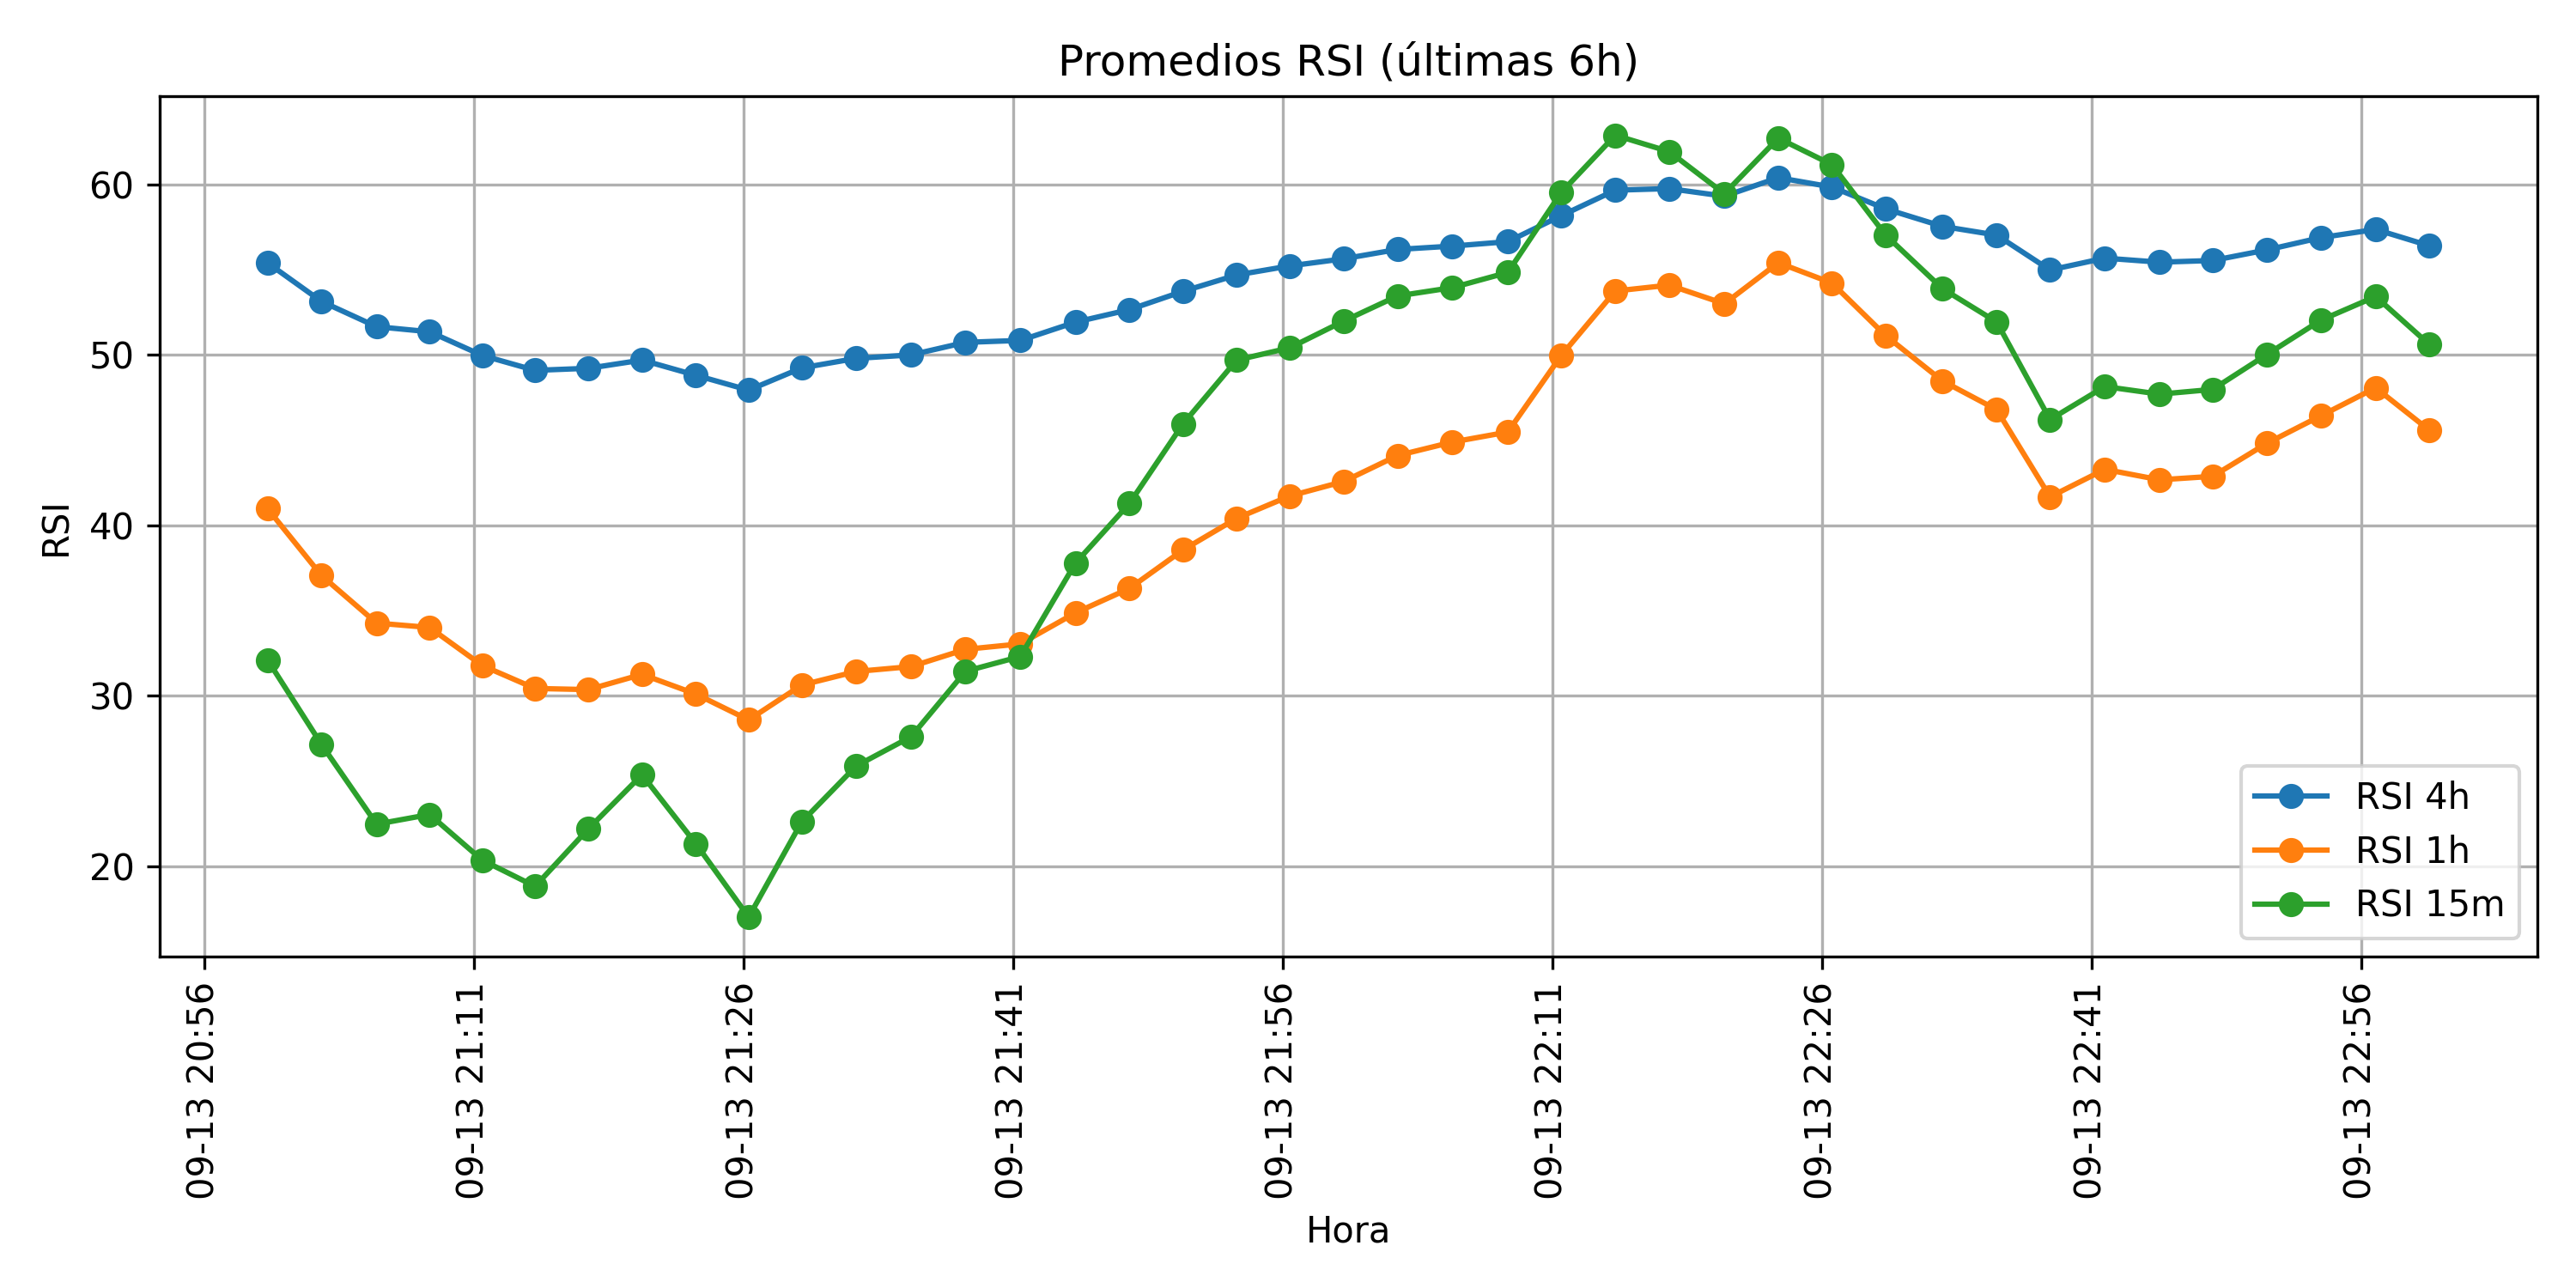 Promedios RSI (últimas 6h)
RSI
60
50
40
30
20
RSI 4h
RSI 1h
RSI 15m
09-13 20:56
09-13 21:11
09-13 21:26
09-13 21:41
09-13 21:56
09-13 22:11
09-13 22:26
09-13 22:41
09-13 22:56
Hora